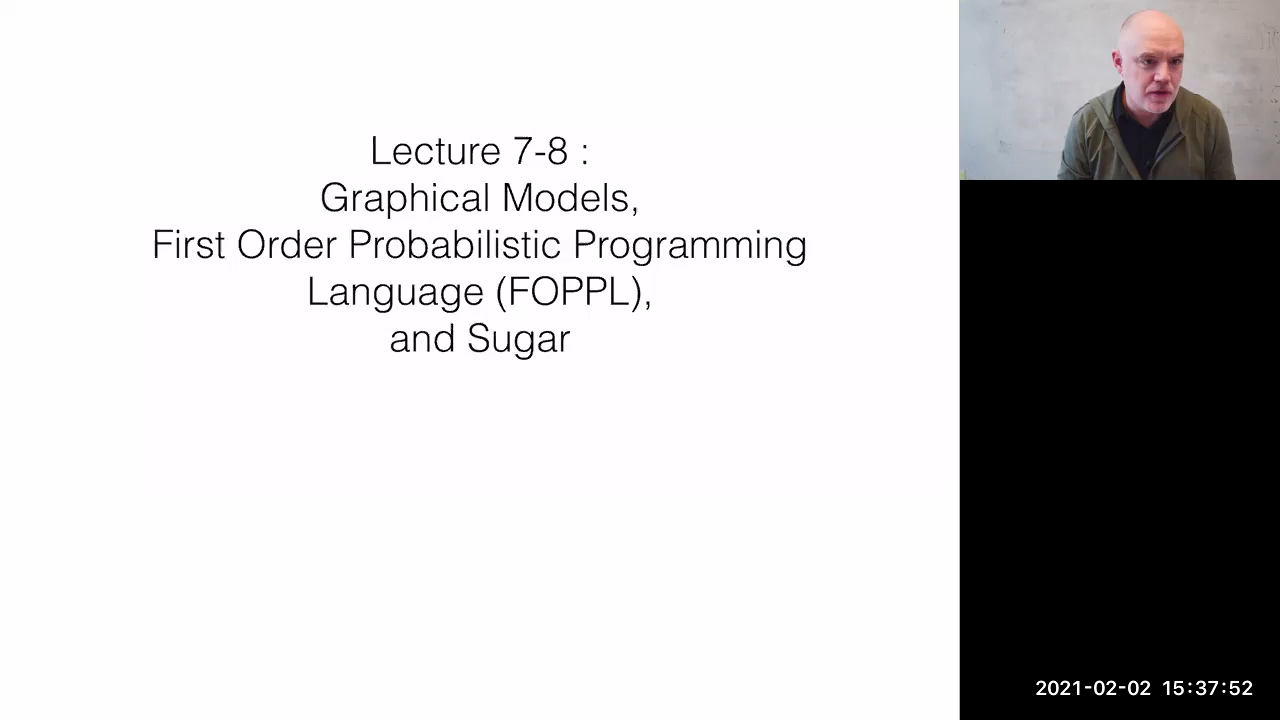 Lecture 7-8 :
Graphical Models,
First Order Probabilistic Programming
Language (FOPPL),
and Sugar
2021-02-02 15:37:52